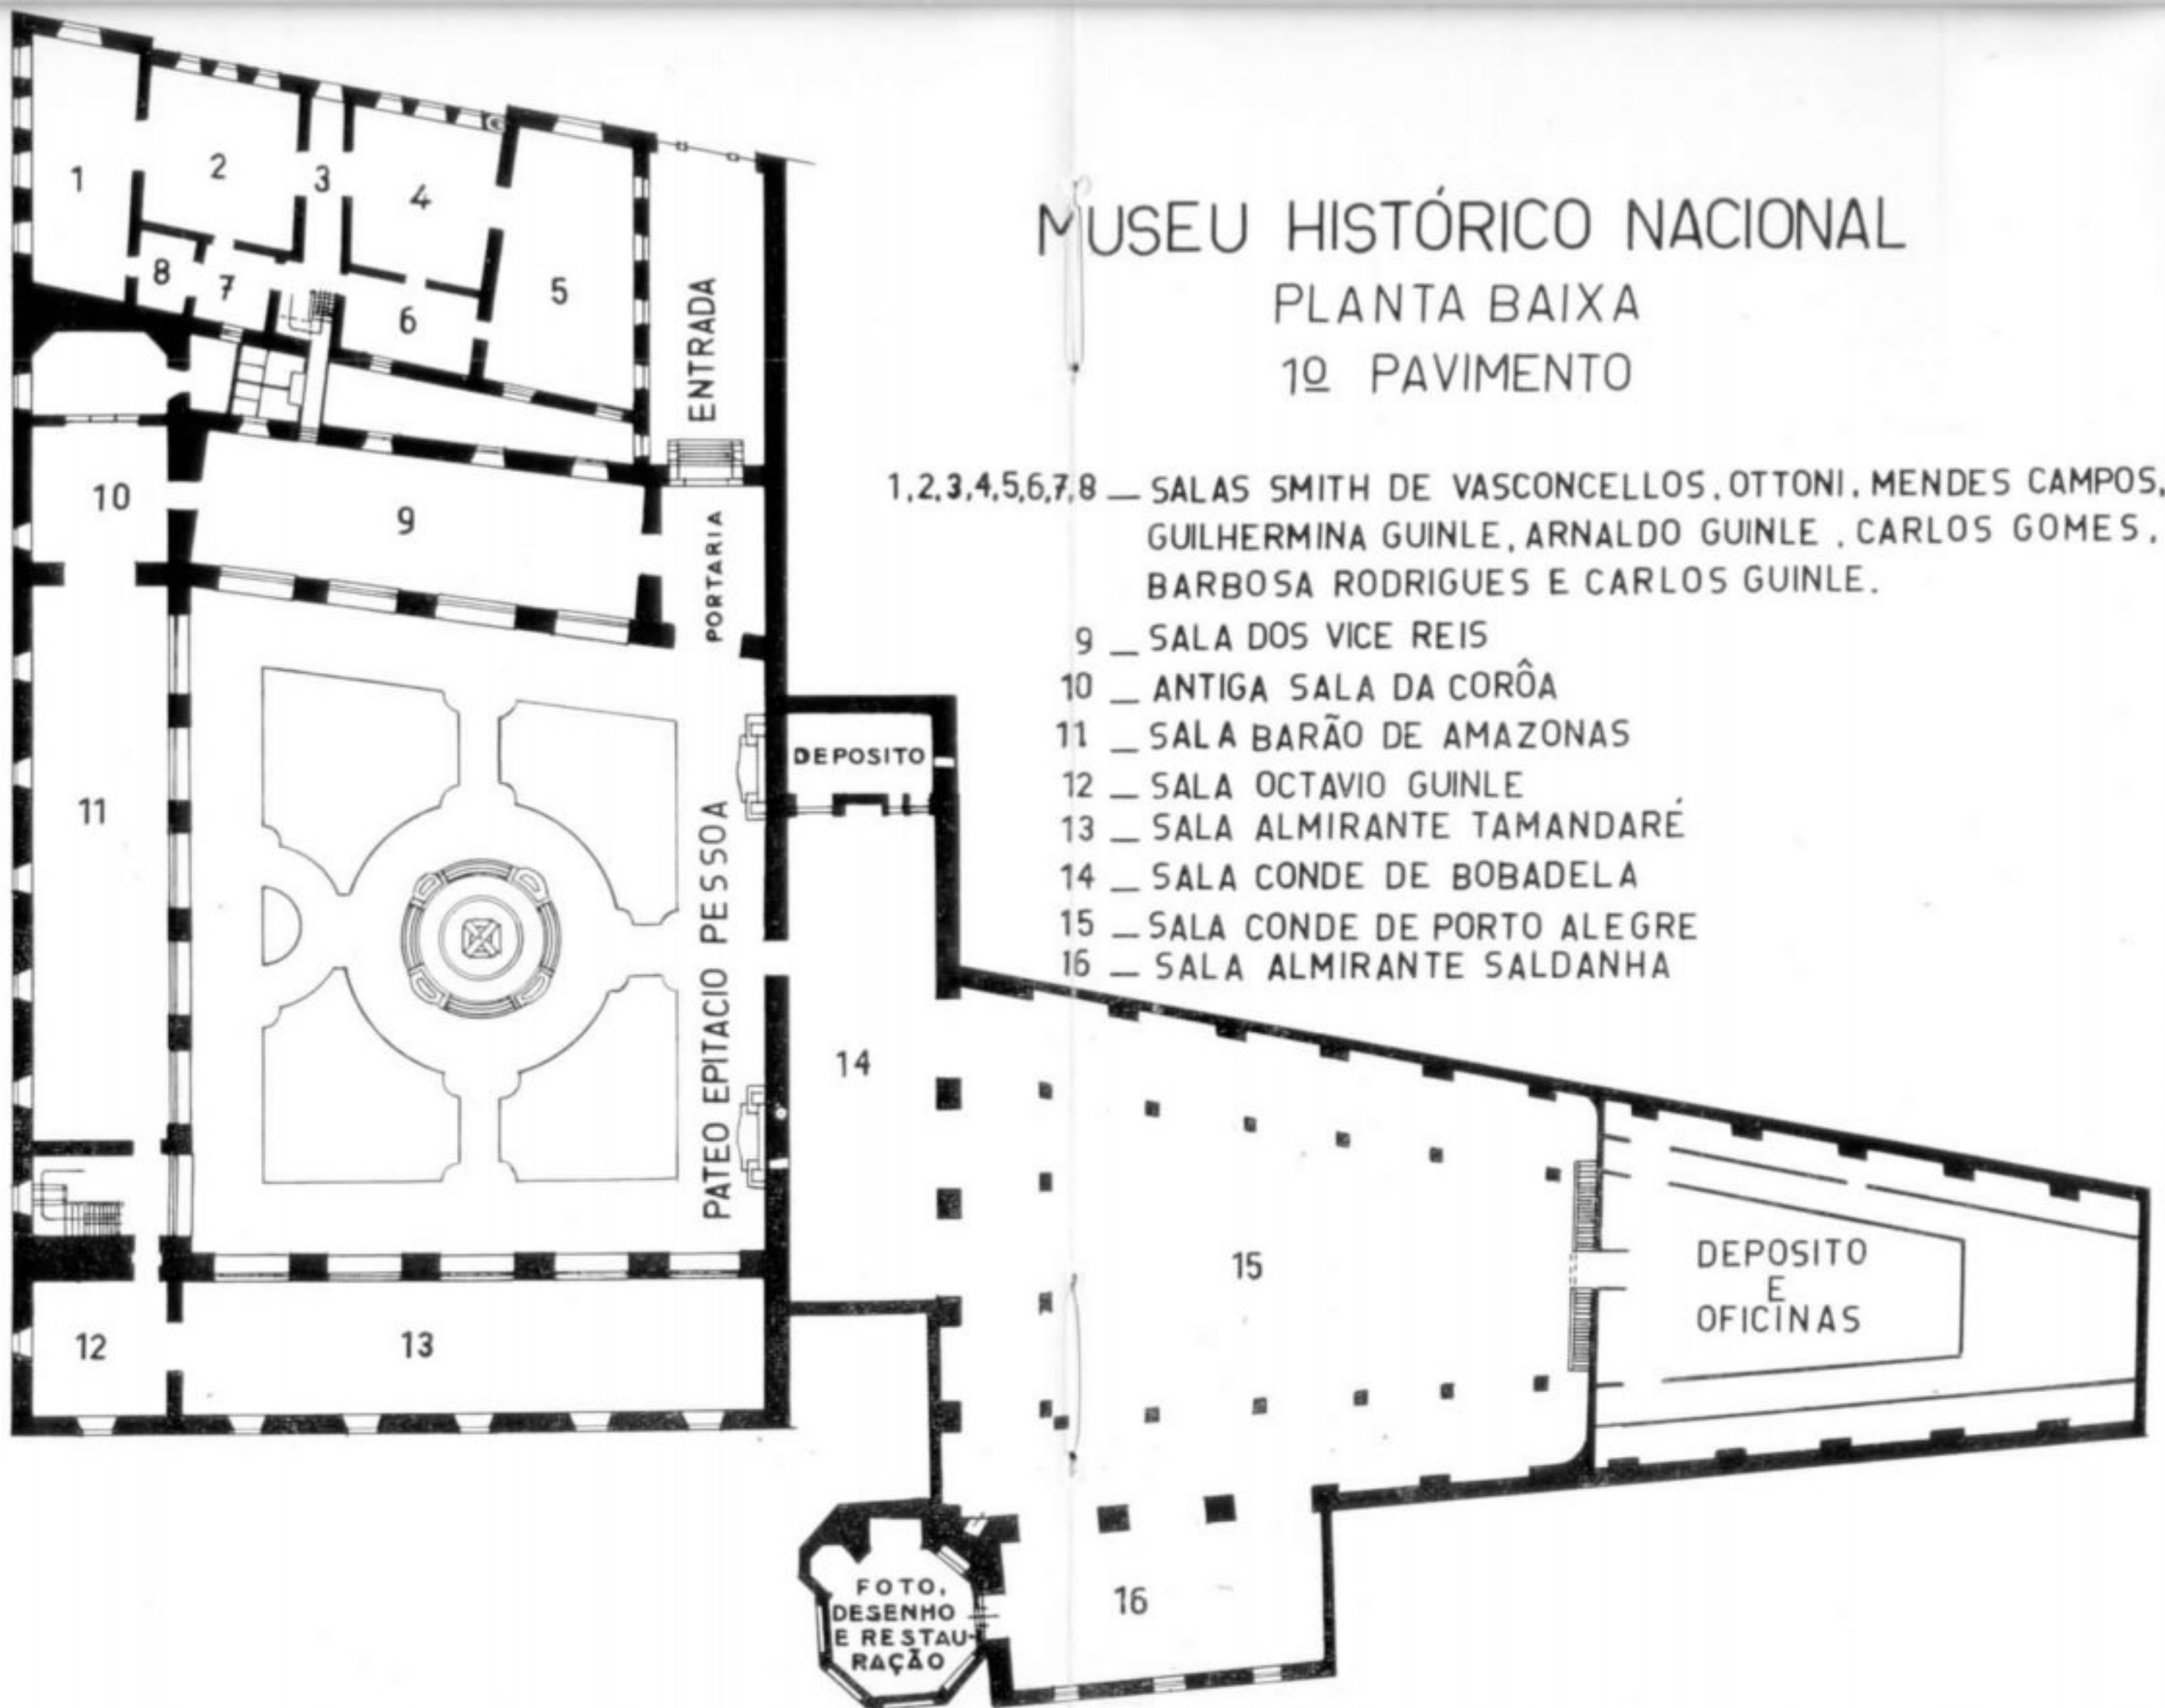 MUSEU HISTÓRICO NACIONAL
PLANTA BAIXA
1º PAVIMENTO
1,2,3,4,5,6,7,8 — SALAS SMITH DE VASCONCELLOS, OTTONI, MENDES CAMPOS,
GUILHERMINA GUINLE, ARNALDO GUINLE, CARLOS GOMES,
BARBOSA RODRIGUES E CARLOS GUINLE.
9 — SALA DOS VICE REIS
10 — ANTIGA SALA DA CORÔA
11 — SALA BARÃO DE AMAZONAS
12 — SALA OCTAVIO GUINLE
13 — SALA ALMIRANTE TAMANDARÉ
14 — SALA CONDE DE BOBADELA
15 — SALA CONDE DE PORTO ALEGRE
16 — SALA ALMIRANTE SALDANHA
1
2
3
4
5
6
7
8
ENTRADA
9
10
PORTARIA
11
DEPOSITO
PATEO EPITACIO PESSOA
14
12
13
15
DEPOSITO
E
OFICINAS
16
FOTO,
DESENHO
E RESTAU-
RAÇÃO